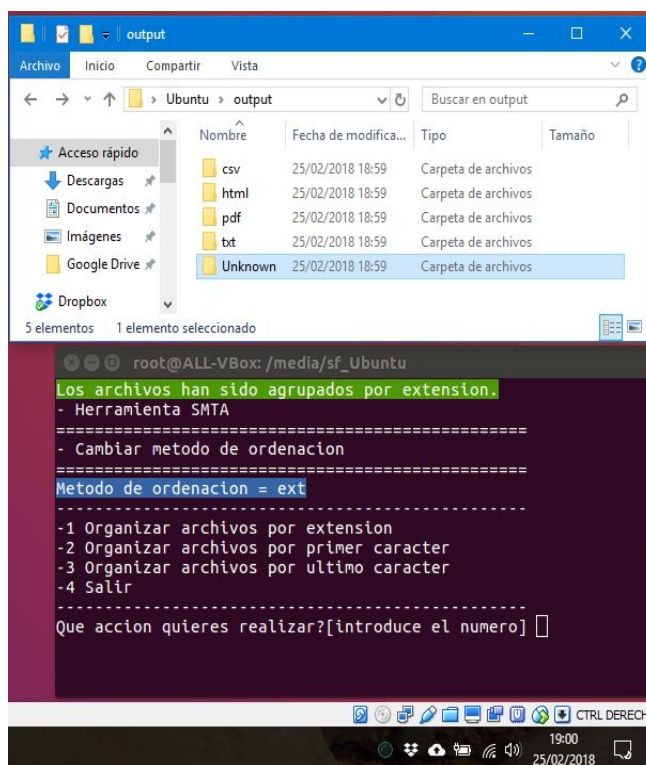 output
Archivo Inicio Compartir Vista
Ubuntu > output
Buscar en output
Nombre Fecha de modifica... Tipo Tamaño
Acceso rápido
Descargas
Documentos
Imágenes
Google Drive
Dropbox
csv 25/02/2018 18:59 Carpeta de archivos
html 25/02/2018 18:59 Carpeta de archivos
pdf 25/02/2018 18:59 Carpeta de archivos
txt 25/02/2018 18:59 Carpeta de archivos
Unknown 25/02/2018 18:59 Carpeta de archivos
5 elementos 1 elemento seleccionado
root@ALL-VBox: /media/sf_Ubuntu
Los archivos han sido agrupados por extension.
- Herramienta SMTA
==================================================
- Cambiar metodo de ordenacion
==================================================
Metodo de ordenacion = ext
--------------------------------------------------
-1 Organizar archivos por extension
-2 Organizar archivos por primer caracter
-3 Organizar archivos por ultimo caracter
-4 Salir
--------------------------------------------------
Que accion quieres realizar?[introduce el numero]
CTRL DERECH
19:00
25/02/2018